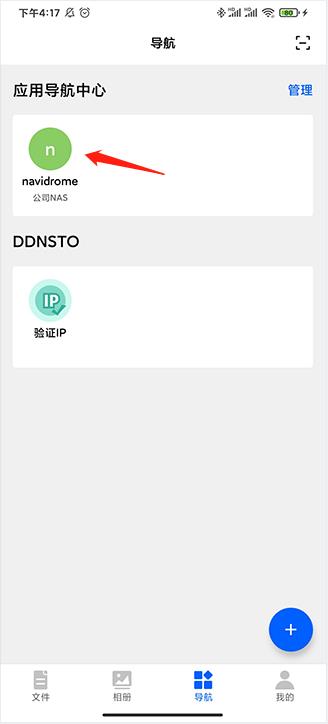 下午4:17
80
导航
应用导航中心
管理
n
navidrome
公司NAS
DDNSTO
IP
验证IP
文件
相册
导航
我的